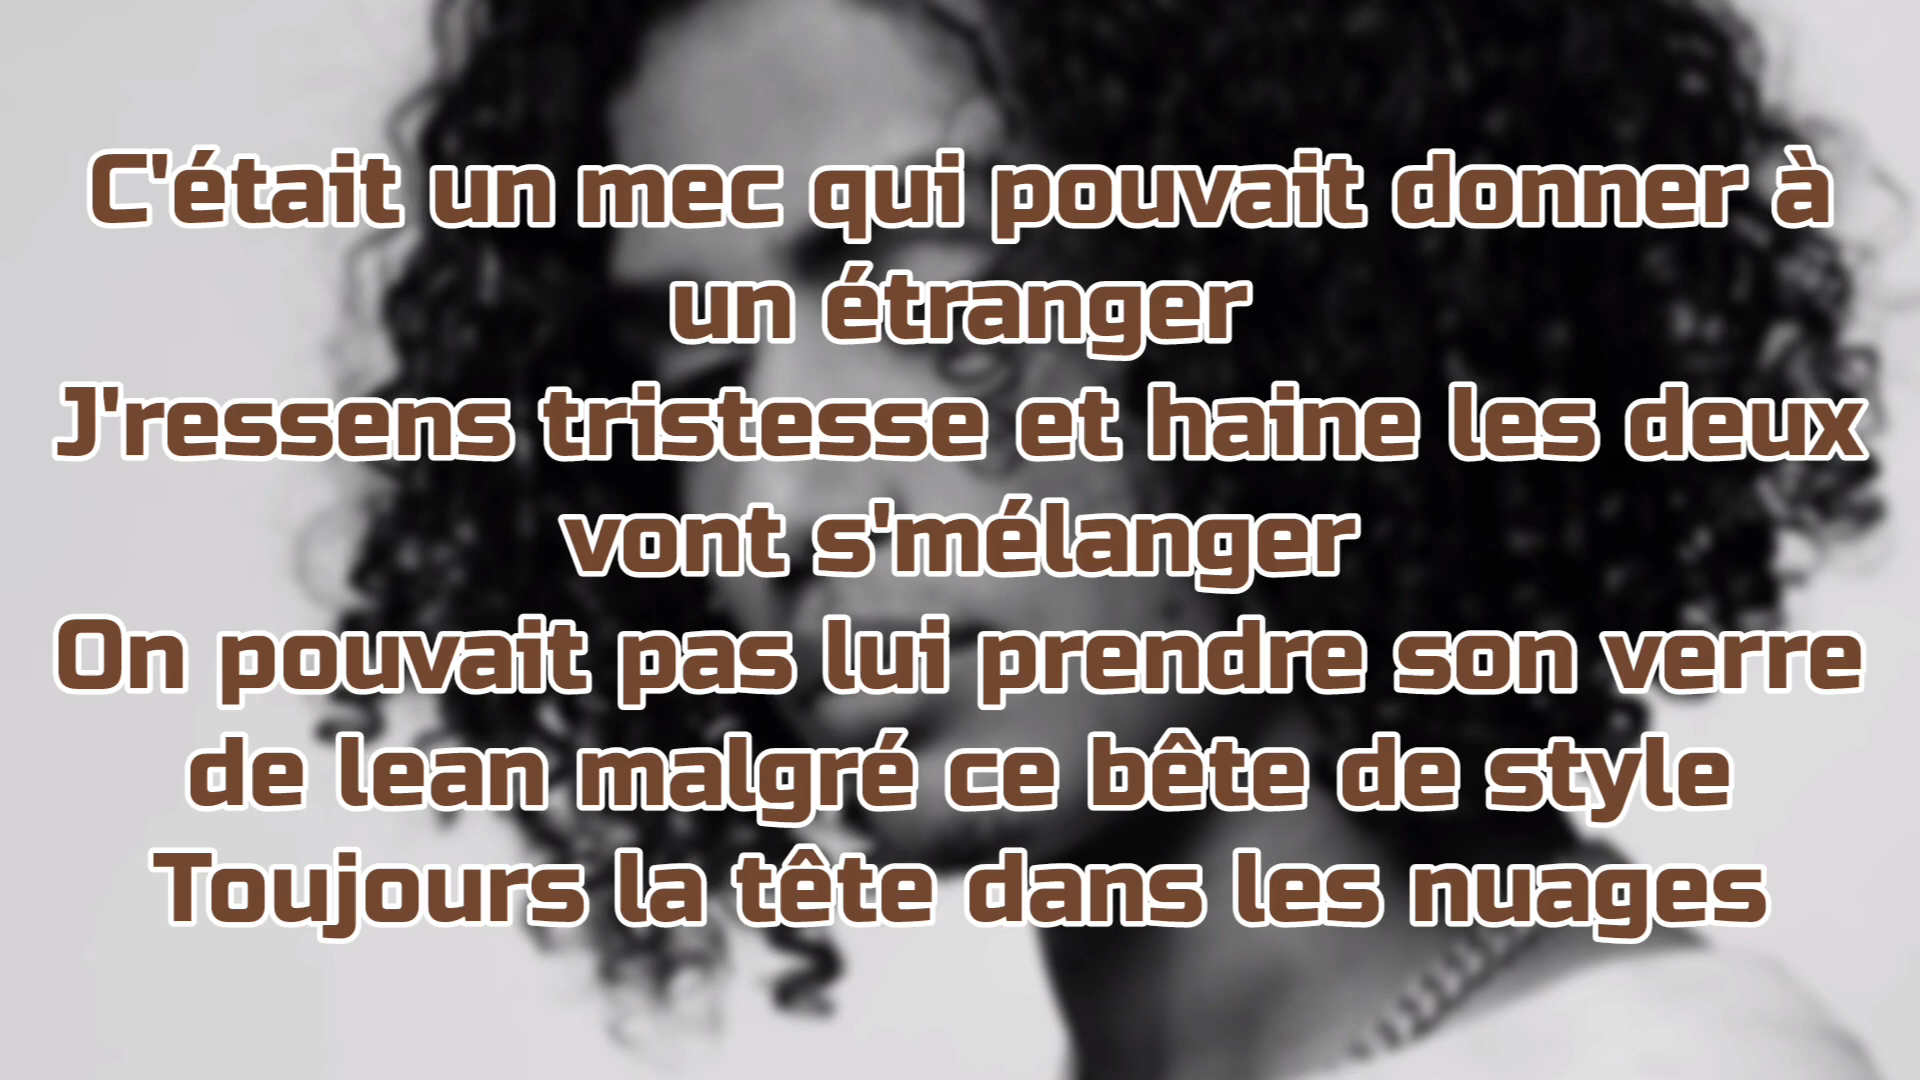 C'était un mec qui pouvait donner à
un étranger
J'ressens tristesse et haine les deux
vont s'mélanger
On pouvait pas lui prendre son verre
de lean malgré ce bête de style
Toujours la tête dans les nuages